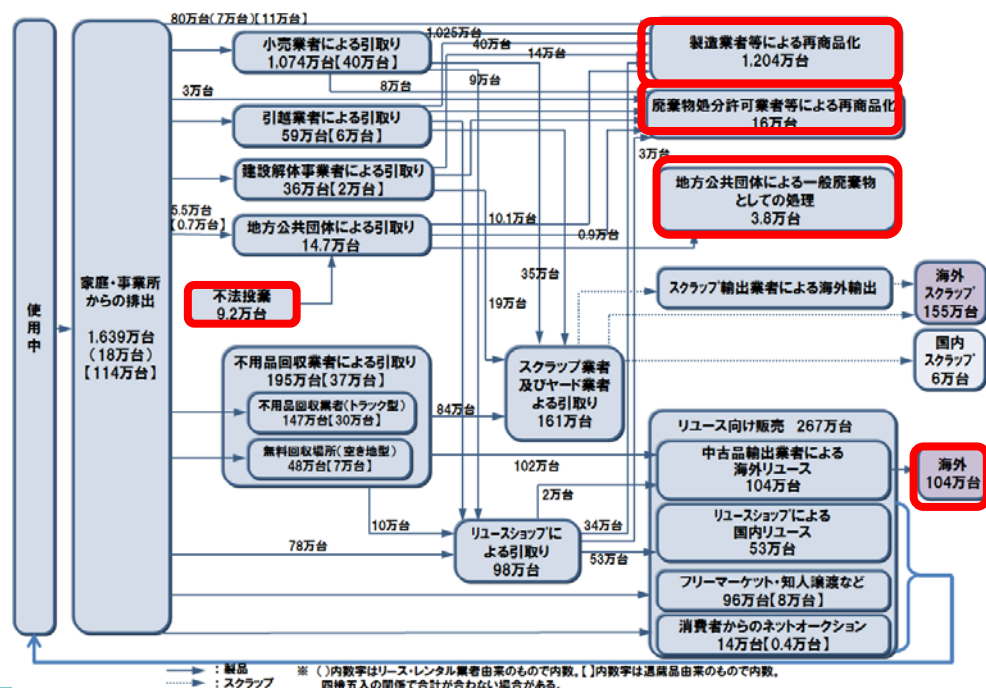 80万台(7万台)【11万台】
小売業者による引取り
1,074万台【40万台】
1,025万台
40万台
14万台
9万台
8万台
製造業者等による再商品化
1,204万台
3万台
引越業者による引取り
59万台【6万台】
廃棄物処分許可業者等による再商品化
16万台
3万台
建設解体事業者による引取り
36万台【2万台】
地方公共団体による一般廃棄物
としての処理
3.8万台
5.5万台
【0.7万台】
地方公共団体による引取り
14.7万台
10.1万台
0.9万台
不法投棄
9.2万台
35万台
19万台
使用中
家庭・事業所
からの排出
1,639万台
(18万台)
【114万台】
スクラップ輸出業者による海外輸出
海外
スクラップ
155万台
国内
スクラップ
6万台
不用品回収業者による引取り
195万台【37万台】
不用品回収業者(トラック型)
147万台【30万台】
無料回収場所(空き地型)
48万台【7万台】
84万台
スクラップ業者
及びヤード業者
よる引取り
161万台
102万台
2万台
10万台
34万台
78万台
53万台
リユースショップに
よる引取り
98万台
リユース向け販売 267万台
中古品輸出業者による
海外リユース
104万台
海外
104万台
リユースショップによる
国内リユース
53万台
フリーマーケット・知人譲渡など
96万台【8万台】
消費者からのネットオークション
14万台【0.4万台】
：製品
：スクラップ
※ ( )内数字はリース・レンタル業者由来のもので内数。【 】内数字は退蔵品由来のもので内数。
四捨五入の関係で合計が合わない場合がある。